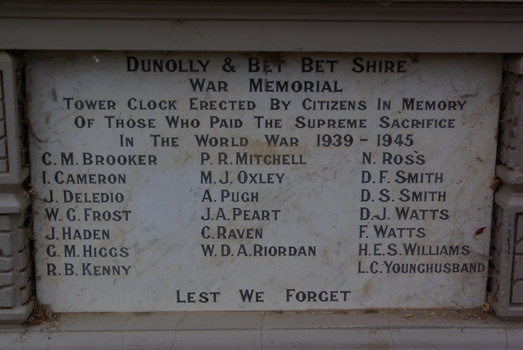 DUNOLLY & BET BET SHIRE
WAR MEMORIAL
TOWER CLOCK ERECTED BY CITIZENS IN MEMORY
OF THOSE WHO PAID THE SUPREME SACRIFICE
IN THE WORLD WAR 1939 - 1945
C. M. BROOKER P. R. MITCHELL N. ROSS
I. CAMERON M. J. OXLEY D. F. SMITH
J. DELEDIO A. PUGH D. S. SMITH
W. G. FROST J. A. PEART D. J. WATTS
J. HADEN C. RAVEN F. WATTS
G. M. HIGGS W. D. A. RIORDAN H. E. S. WILLIAMS
R. B. KENNY L. C. YOUNGHUSBAND
LEST WE FORGET